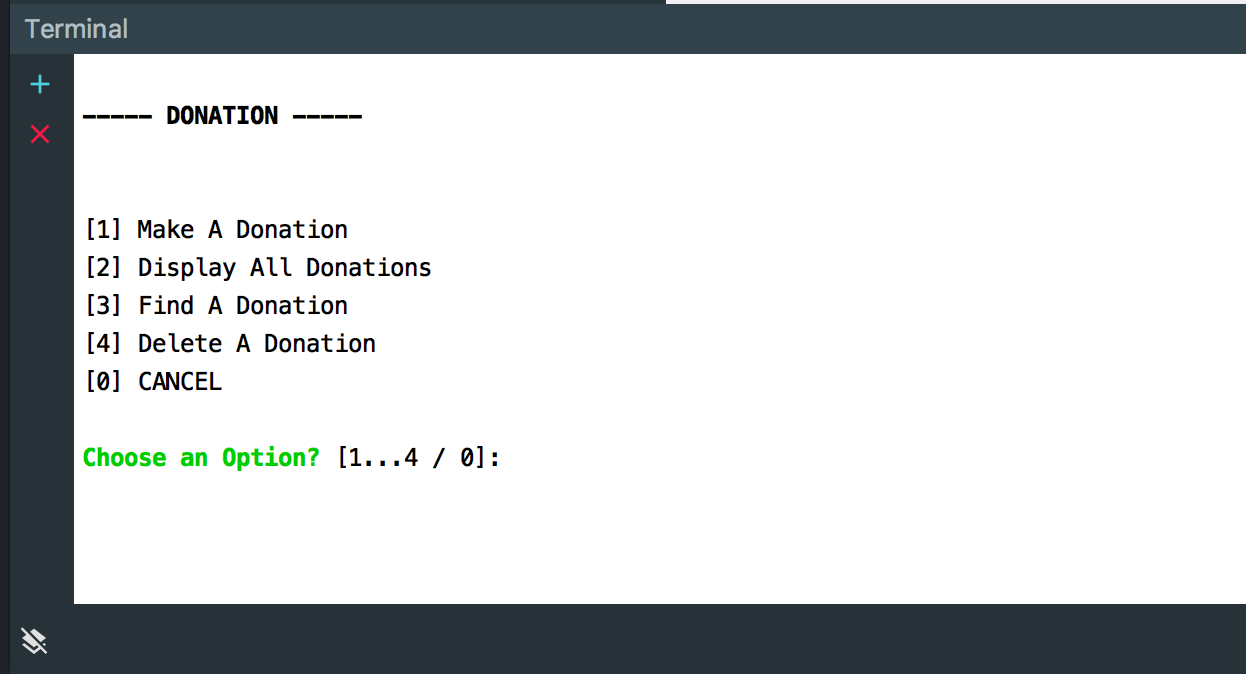 Terminal
----- DONATION -----
[1] Make A Donation
[2] Display All Donations
[3] Find A Donation
[4] Delete A Donation
[0] CANCEL
Choose an Option? [1...4 / 0]: